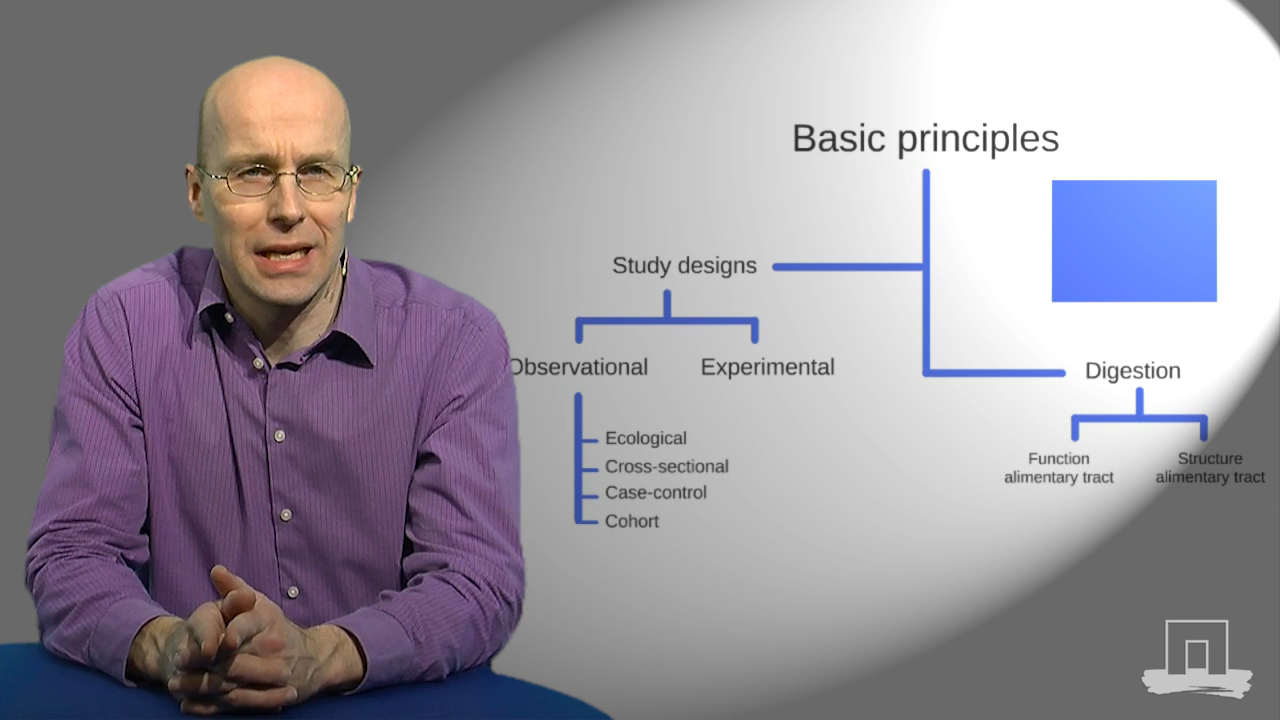 Basic principles
Study designs
Observational
Experimental
Ecological
Cross-sectional
Case-control
Cohort
Digestion
Function
alimentary tract
Structure
alimentary tract